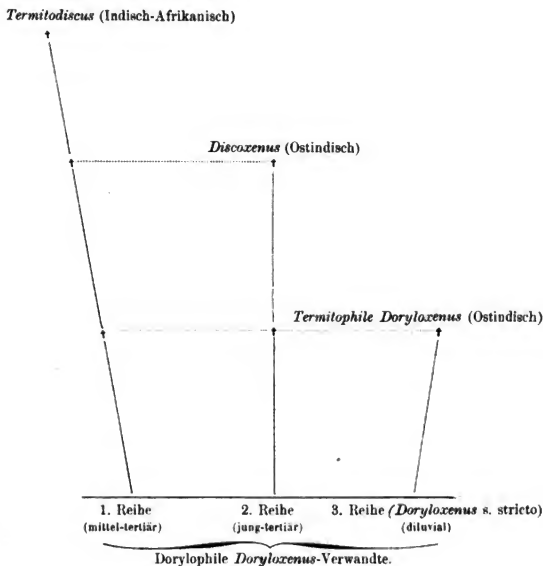 Termitodiscus (Indisch-Afrikanisch)
Discoxenus (Ostindisch)
Termitophile Doryloxenus (Ostindisch)
1. Reihe 2. Reihe 3. Reihe (Doryloxenus s. stricto)
(mittel-tertiär) (jung-tertiär) (diluvial)
Dorylophile Doryloxenus-Verwandte.